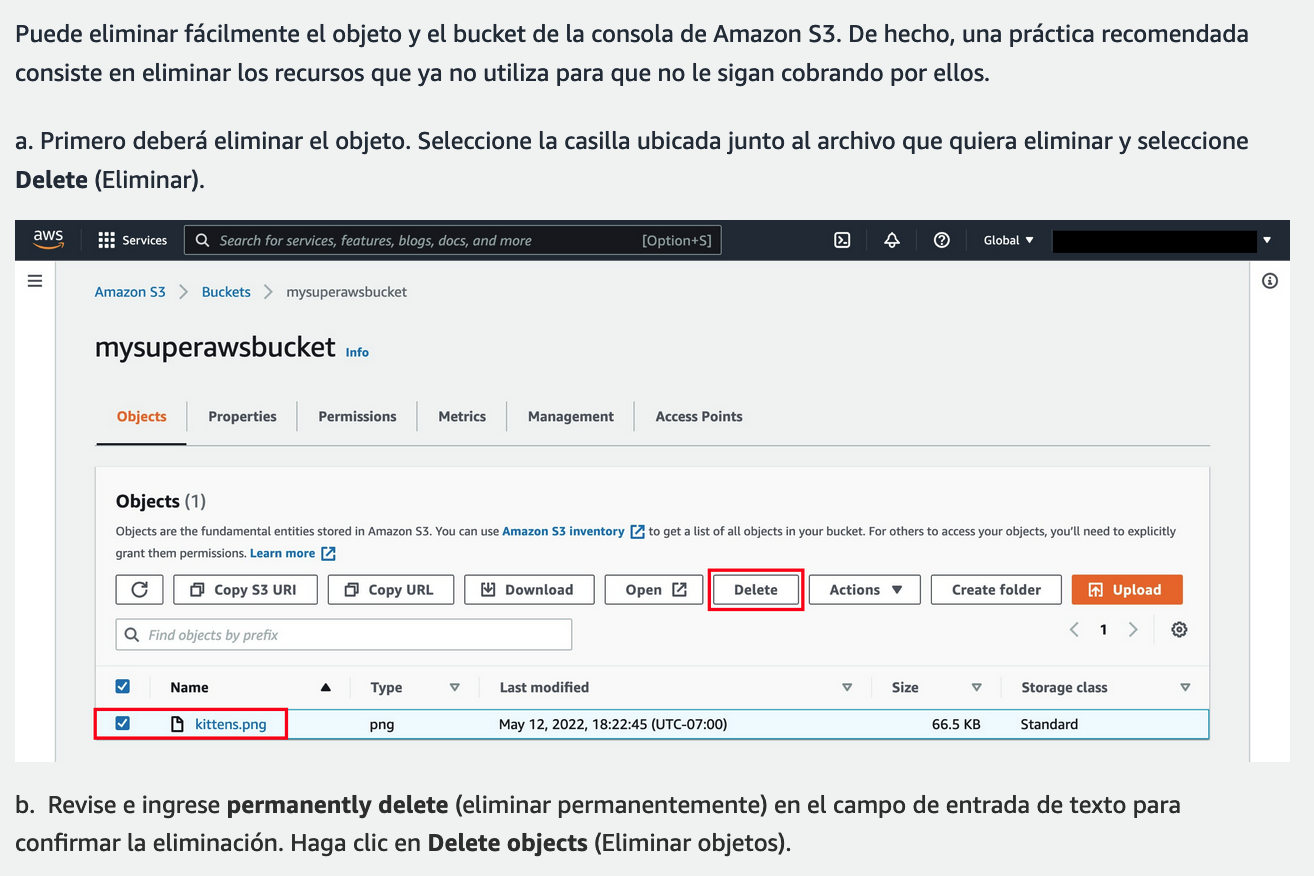 Puede eliminar fácilmente el objeto y el bucket de la consola de Amazon S3. De hecho, una práctica recomendada
consiste en eliminar los recursos que ya no utiliza para que no le sigan cobrando por ellos.
a. Primero deberá eliminar el objeto. Seleccione la casilla ubicada junto al archivo que quiera eliminar y seleccione
Delete (Eliminar).
aws Services Search for services, features, blogs, docs, and more [Option+S] Global
Amazon S3 > Buckets > mysuperawsbucket
mysuperawsbucket Info
Objects Properties Permissions Metrics Management Access Points
Objects (1)
Objects are the fundamental entities stored in Amazon S3. You can use Amazon S3 inventory to get a list of all objects in your bucket. For others to access your objects, you'll need to explicitly
grant them permissions. Learn more
Copy S3 URI Copy URL Download Open Delete Actions Create folder Upload
Find objects by prefix < 1 >
Name Type Last modified Size Storage class
kittens.png png May 12, 2022, 18:22:45 (UTC-07:00) 66.5 KB Standard
b. Revise e ingrese permanently delete (eliminar permanentemente) en el campo de entrada de texto para
confirmar la eliminación. Haga clic en Delete objects (Eliminar objetos).